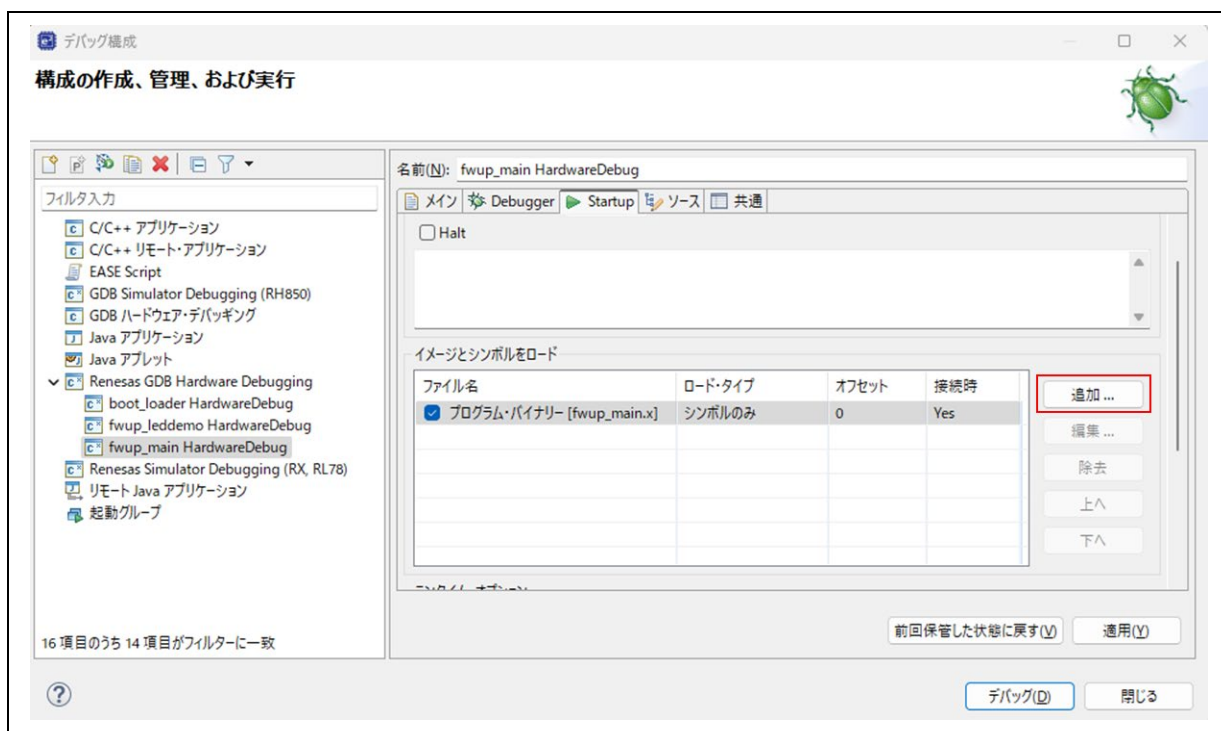 デバッグ構成
構成の作成、管理、および実行
フィルタ入力
C/C++ アプリケーション
C/C++ リモート・アプリケーション
EASE Script
GDB Simulator Debugging (RH850)
GDB ハードウェア・デバッギング
Java アプリケーション
Java アプレット
Renesas GDB Hardware Debugging
boot_loader HardwareDebug
fwup_leddemo HardwareDebug
fwup_main HardwareDebug
Renesas Simulator Debugging (RX, RL78)
リモート Java アプリケーション
起動グループ
16 項目のうち 14 項目がフィルターに一致
名前(N): fwup_main HardwareDebug
メイン Debugger Startup ソース 共通
Halt
イメージとシンボルをロード
ファイル名 ロード・タイプ オフセット 接続時
プログラム・バイナリー [fwup_main.x] シンボルのみ 0 Yes
追加 ...
編集 ...
除去
上へ
下へ
前回保管した状態に戻す(V) 適用(Y)
デバッグ(D) 閉じる